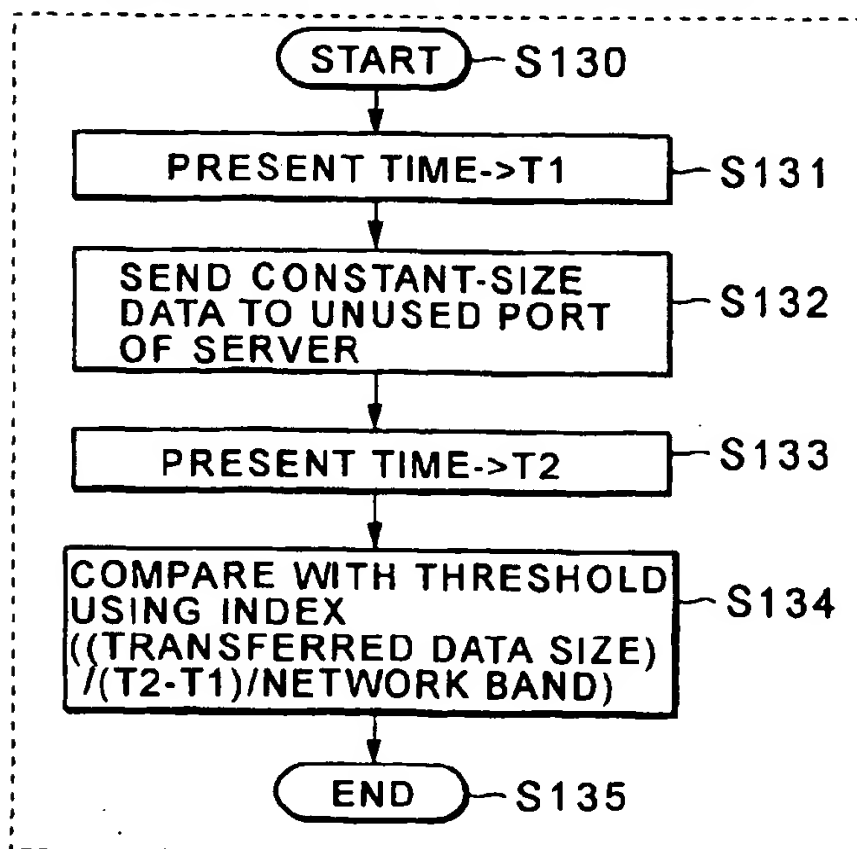 START S130
PRESENT TIME->T1 S131
SEND CONSTANT-SIZE
DATA TO UNUSED PORT
OF SERVER
S132
PRESENT TIME->T2 S133
COMPARE WITH THRESHOLD
USING INDEX
((TRANSFERRED DATA SIZE)
/(T2-T1)/NETWORK BAND)
S134
END S135